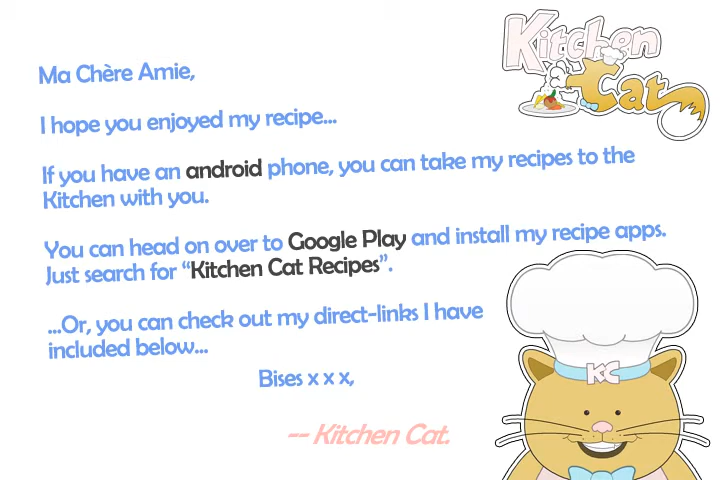 Kitchen
Cat
Ma Chère Amie,
I hope you enjoyed my recipe...
If you have an android phone, you can take my recipes to the
Kitchen with you.
You can head on over to Google Play and install my recipe apps.
Just search for “Kitchen Cat Recipes”.
...Or, you can check out my direct-links I have
included below...
Bises x x x,
-- Kitchen Cat.
KC